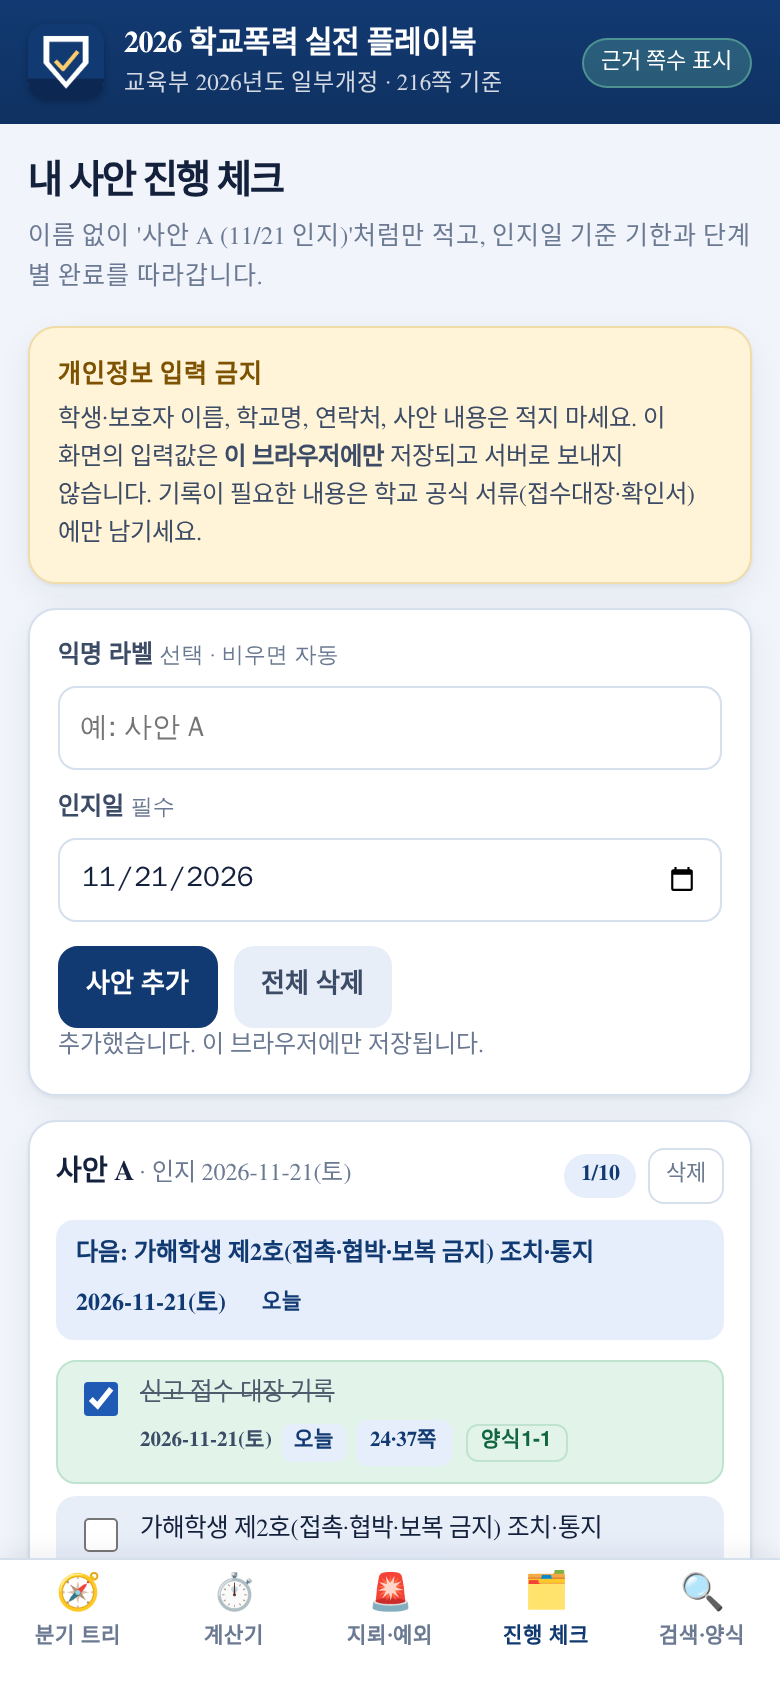 2026 학교폭력 실전 플레이북
교육부 2026년도 일부개정 · 216쪽 기준
근거 쪽수 표시
내 사안 진행 체크
이름 없이 '사안 A (11/21 인지)'처럼만 적고, 인지일 기준 기한과 단계
별 완료를 따라갑니다.
개인정보 입력 금지
학생·보호자 이름, 학교명, 연락처, 사안 내용은 적지 마세요. 이
화면의 입력값은 이 브라우저에만 저장되고 서버로 보내지
않습니다. 기록이 필요한 내용은 학교 공식 서류(접수대장·확인서)
에만 남기세요.
익명 라벨 선택 · 비우면 자동
예: 사안 A
인지일 필수
11/21/2026
사안 추가
전체 삭제
추가했습니다. 이 브라우저에만 저장됩니다.
사안 A · 인지 2026-11-21(토)
1/10
삭제
다음: 가해학생 제2호(접촉·협박·보복 금지) 조치·통지
2026-11-21(토) 오늘
신고 접수 대장 기록
2026-11-21(토) 오늘 24·37쪽 양식1-1
가해학생 제2호(접촉·협박·보복 금지) 조치·통지
분기 트리
계산기
지뢰·예외
진행 체크
검색·양식